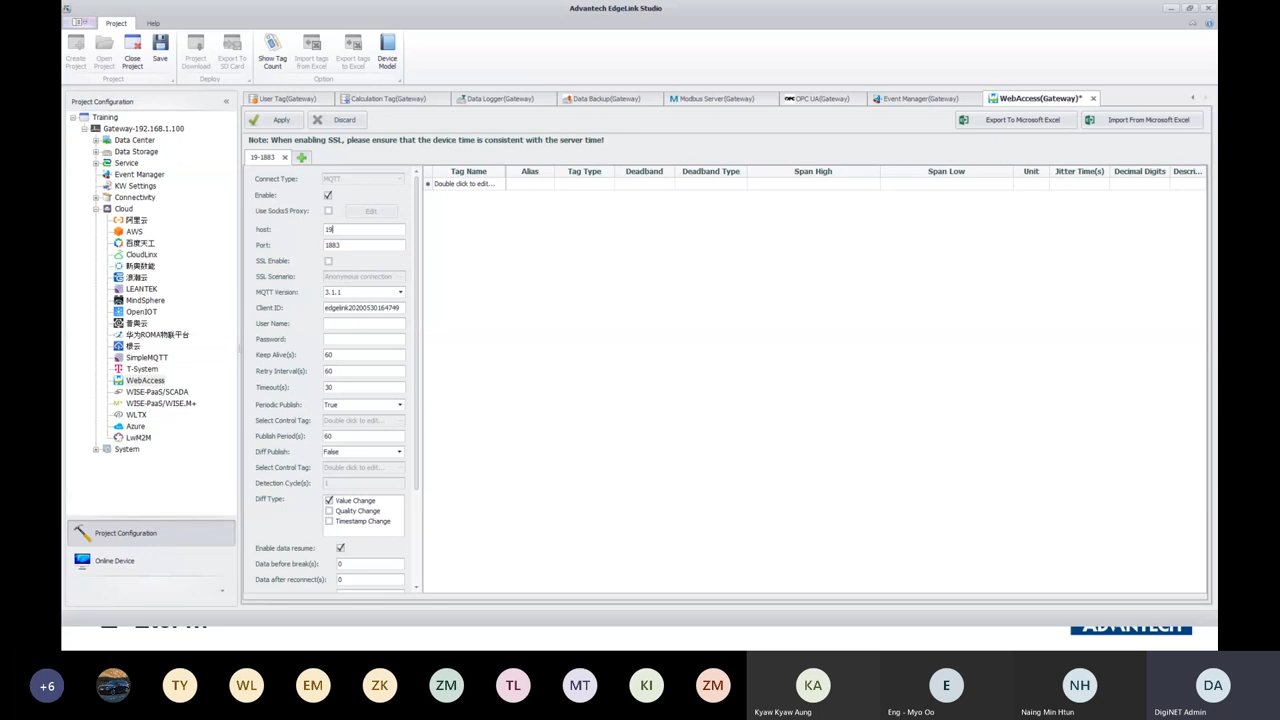 Advantech EdgeLink Studio
Project
Help
Create Project
Open Project
Close Project
Save
Project Download
Export To SD Card
Show Tag Count
Import tags from Excel
Export tags to Excel
Device Model
Project
Deploy
Option
Project Configuration
Training
Gateway-192.168.1.100
Data Center
Data Storage
Service
Event Manager
KW Settings
Connectivity
Cloud
阿里云
AWS
百度天工
CloudLinx
新奥数能
浪潮云
LEANTEK
MindSphere
OpenIOT
普奥云
华为ROMA物联平台
根云
SimpleMQTT
T-System
WebAccess
WISE-PaaS/SCADA
WISE-PaaS/WISE.M+
WLTX
Azure
LwM2M
System
Project Configuration
Online Device
User Tag(Gateway)
Calculation Tag(Gateway)
Data Logger(Gateway)
Data Backup(Gateway)
Modbus Server(Gateway)
OPC UA(Gateway)
Event Manager(Gateway)
WebAccess(Gateway)*
Apply
Discard
Export To Microsoft Excel
Import From Microsoft Excel
Note: When enabling SSL, please ensure that the device time is consistent with the server time!
19-1883
Connect Type: MQTT
Enable:
Use Socks5 Proxy: Edit
host: 19
Port: 1883
SSL Enable:
SSL Scenario: Anonymous connection
MQTT Version: 3.1.1
Client ID: edgelink20200530164749
User Name:
Password:
Keep Alive(s): 60
Retry Interval(s): 60
Timeout(s): 30
Periodic Publish: True
Select Control Tag: Double click to edit...
Publish Period(s): 60
Diff Publish: False
Select Control Tag: Double click to edit...
Detection Cycle(s): 1
Diff Type: Value Change
Quality Change
Timestamp Change
Enable data resume:
Data before break(s): 0
Data after reconnect(s): 0
Tag Name Alias Tag Type Deadband Deadband Type Span High Span Low Unit Jitter Time(s) Decimal Digits Descri...
Double click to edit...
ADVANTECH
+6
TY
WL
EM
ZK
ZM
TL
MT
KI
ZM
KA
Kyaw Kyaw Aung
E
Eng - Myo Oo
NH
Naing Min Htun
DA
DigiNET Admin